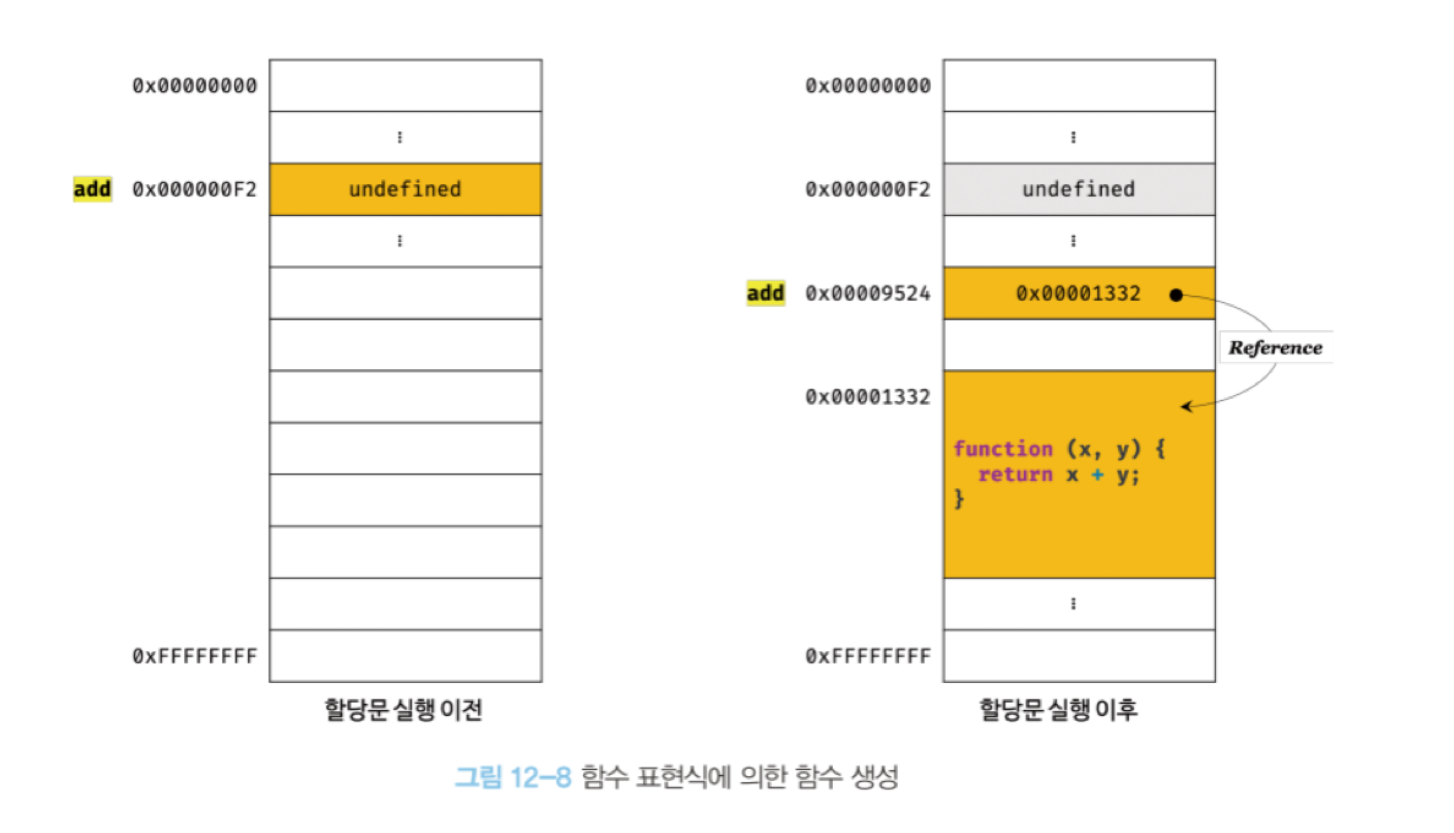 0x00000000
⋮
add 0x000000F2 undefined
⋮
0xFFFFFFFF
할당문 실행 이전
0x00000000
⋮
0x000000F2 undefined
⋮
add 0x00009524 0x00001332
Reference
0x00001332
function (x, y) {
return x + y;
}
⋮
0xFFFFFFFF
할당문 실행 이후
그림 12-8 함수 표현식에 의한 함수 생성